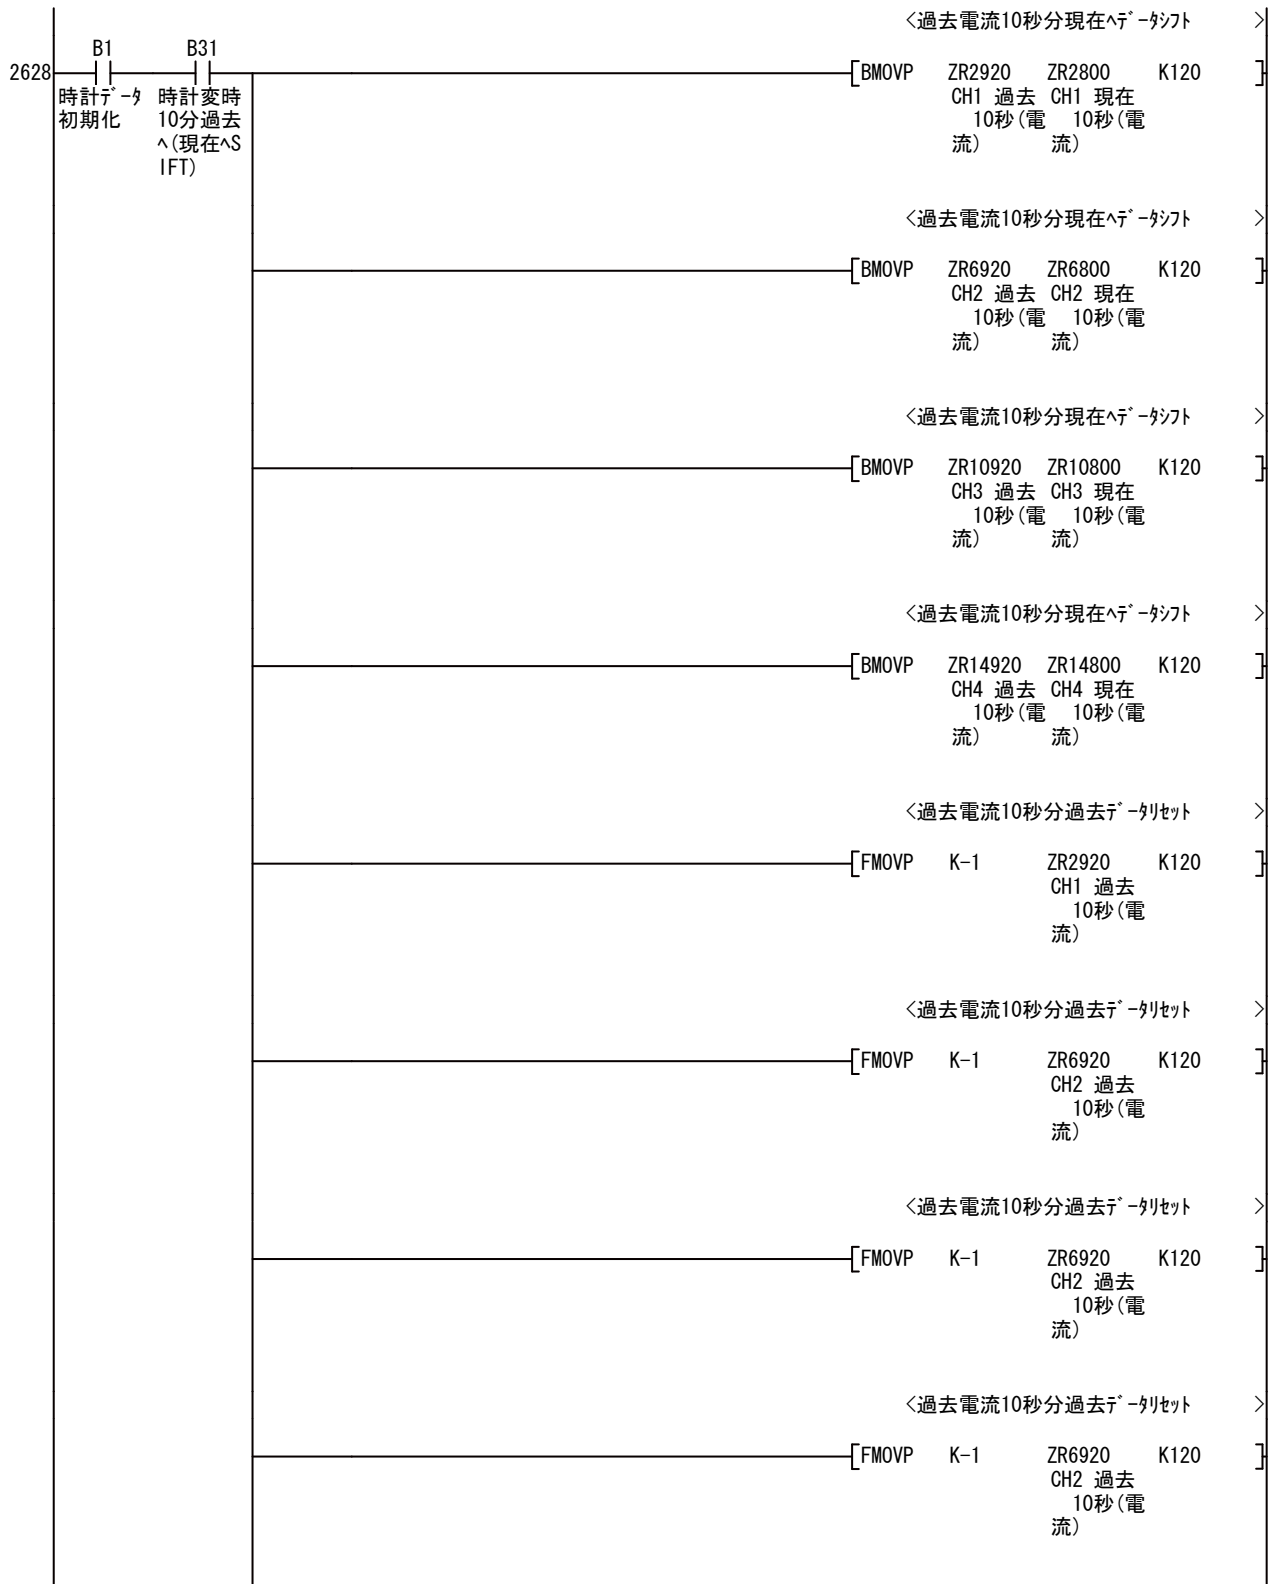 <過去電流10秒分現在ヘﾃﾞｰﾀｼﾌﾄ >
B1 B31
2628 [BMOVP ZR2920 ZR2800 K120 ]
時計ﾃﾞｰﾀ 時計変時 CH1 過去 CH1 現在
初期化 10分過去 10秒(電 10秒(電
ﾍ(現在ﾍS 流) 流)
IFT)
<過去電流10秒分現在ﾍﾃﾞｰﾀｼﾌﾄ >
[BMOVP ZR6920 ZR6800 K120 ]
CH2 過去 CH2 現在
10秒(電 10秒(電
流) 流)
<過去電流10秒分現在ﾍﾃﾞｰﾀｼﾌﾄ >
[BMOVP ZR10920 ZR10800 K120 ]
CH3 過去 CH3 現在
10秒(電 10秒(電
流) 流)
<過去電流10秒分現在ﾍﾃﾞｰﾀｼﾌﾄ >
[BMOVP ZR14920 ZR14800 K120 ]
CH4 過去 CH4 現在
10秒(電 10秒(電
流) 流)
<過去電流10秒分過去ﾃﾞｰﾀﾘｾｯﾄ >
[FMOVP K-1 ZR2920 K120 ]
CH1 過去
10秒(電
流)
<過去電流10秒分過去ﾃﾞｰﾀﾘｾｯﾄ >
[FMOVP K-1 ZR6920 K120 ]
CH2 過去
10秒(電
流)
<過去電流10秒分過去ﾃﾞｰﾀﾘｾｯﾄ >
[FMOVP K-1 ZR6920 K120 ]
CH2 過去
10秒(電
流)
<過去電流10秒分過去ﾃﾞｰﾀﾘｾｯﾄ >
[FMOVP K-1 ZR6920 K120 ]
CH2 過去
10秒(電
流)